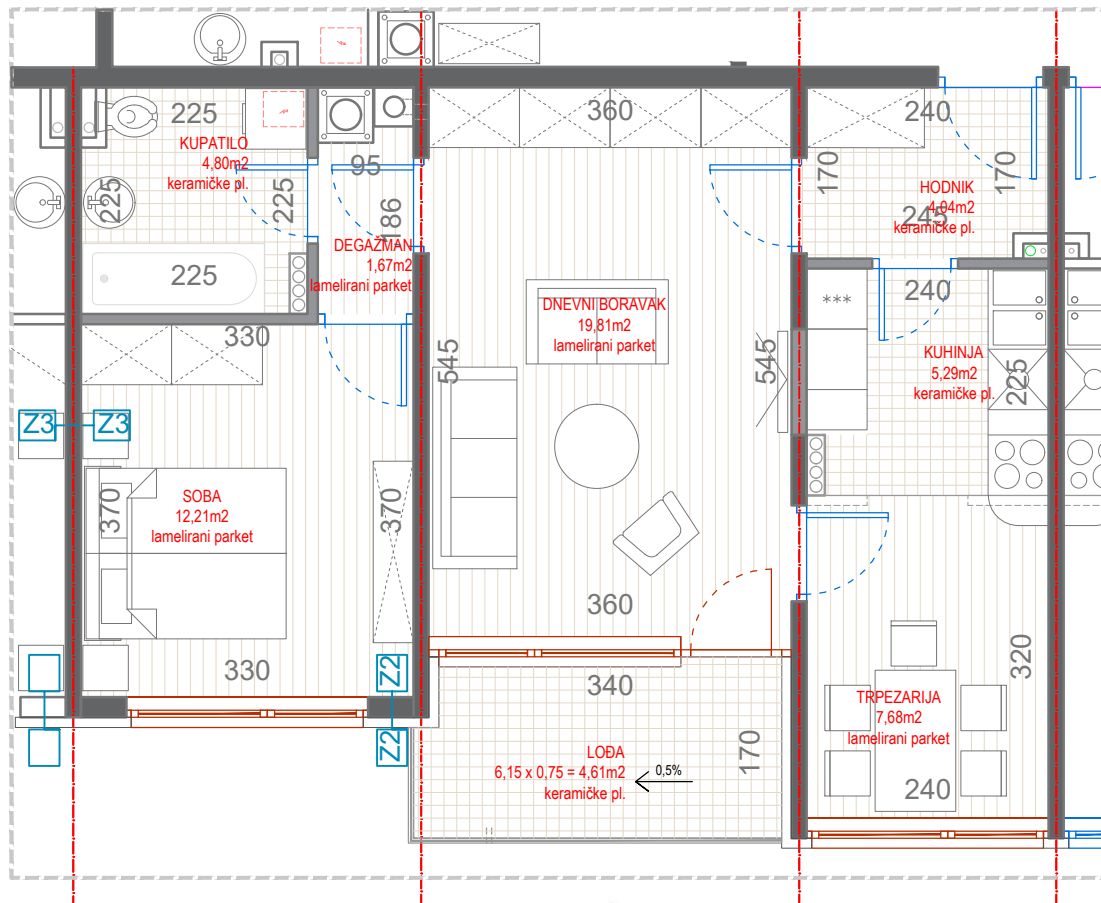 225
KUPATILO
4,80m2
keramičke pl.
225
225
225
95
186
DEGAŽMAN
1,67m2
lamelirani parket
360
DNEVNI BORAVAK
19,81m2
lamelirani parket
545
545
360
240
170
170
HODNIK
4,04m2
245
keramičke pl.
240
***
KUHINJA
5,29m2
keramičke pl.
225
330
Z3
Z3
370
SOBA
12,21m2
lamelirani parket
370
330
Z2
Z2
340
LOĐA
6,15 x 0,75 = 4,61m2
keramičke pl.
0,5%
170
320
TRPEZARIJA
7,68m2
lamelirani parket
240